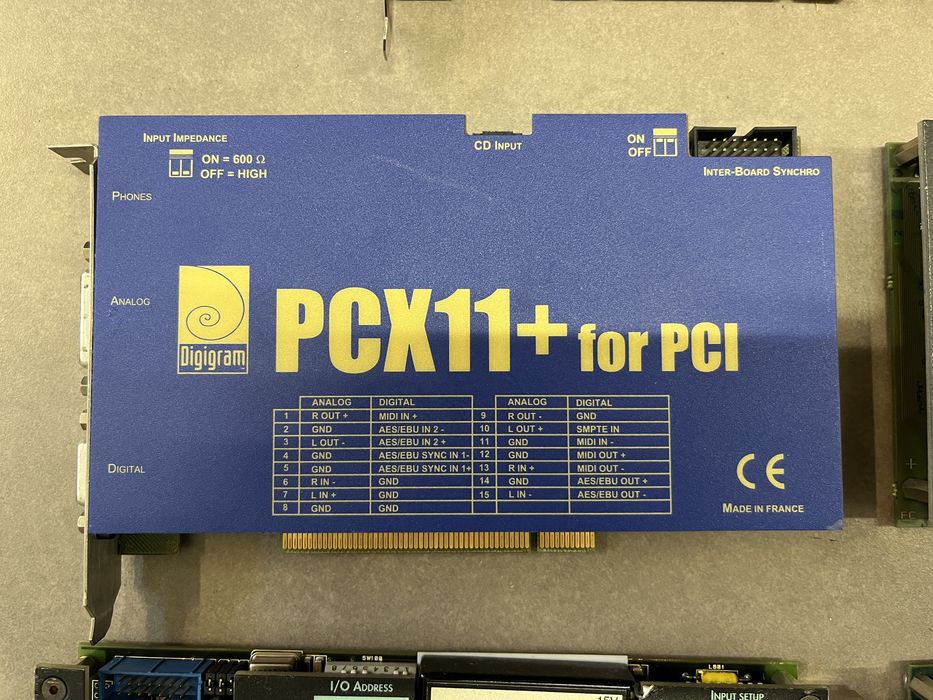 INPUT IMPEDANCE
ON = 600 Ω
OFF = HIGH
CD INPUT
ON
OFF
INTER-BOARD SYNCHRO
PHONES
ANALOG
DIGITAL
Digigram
PCX11+ for PCI
ANALOG DIGITAL ANALOG DIGITAL
1 R OUT + MIDI IN + 9 R OUT - GND
2 GND AES/EBU IN 2 - 10 L OUT + SMPTE IN
3 L OUT - AES/EBU IN 2 + 11 GND MIDI IN -
4 GND AES/EBU SYNC IN 1- 12 GND MIDI OUT +
5 GND AES/EBU SYNC IN 1+ 13 R IN + MIDI OUT -
6 R IN - GND 14 GND AES/EBU OUT +
7 L IN + GND 15 L IN - AES/EBU OUT -
8 GND GND
CE
MADE IN FRANCE
SW100
I/O ADDRESS
L801
15V
INPUT SETUP